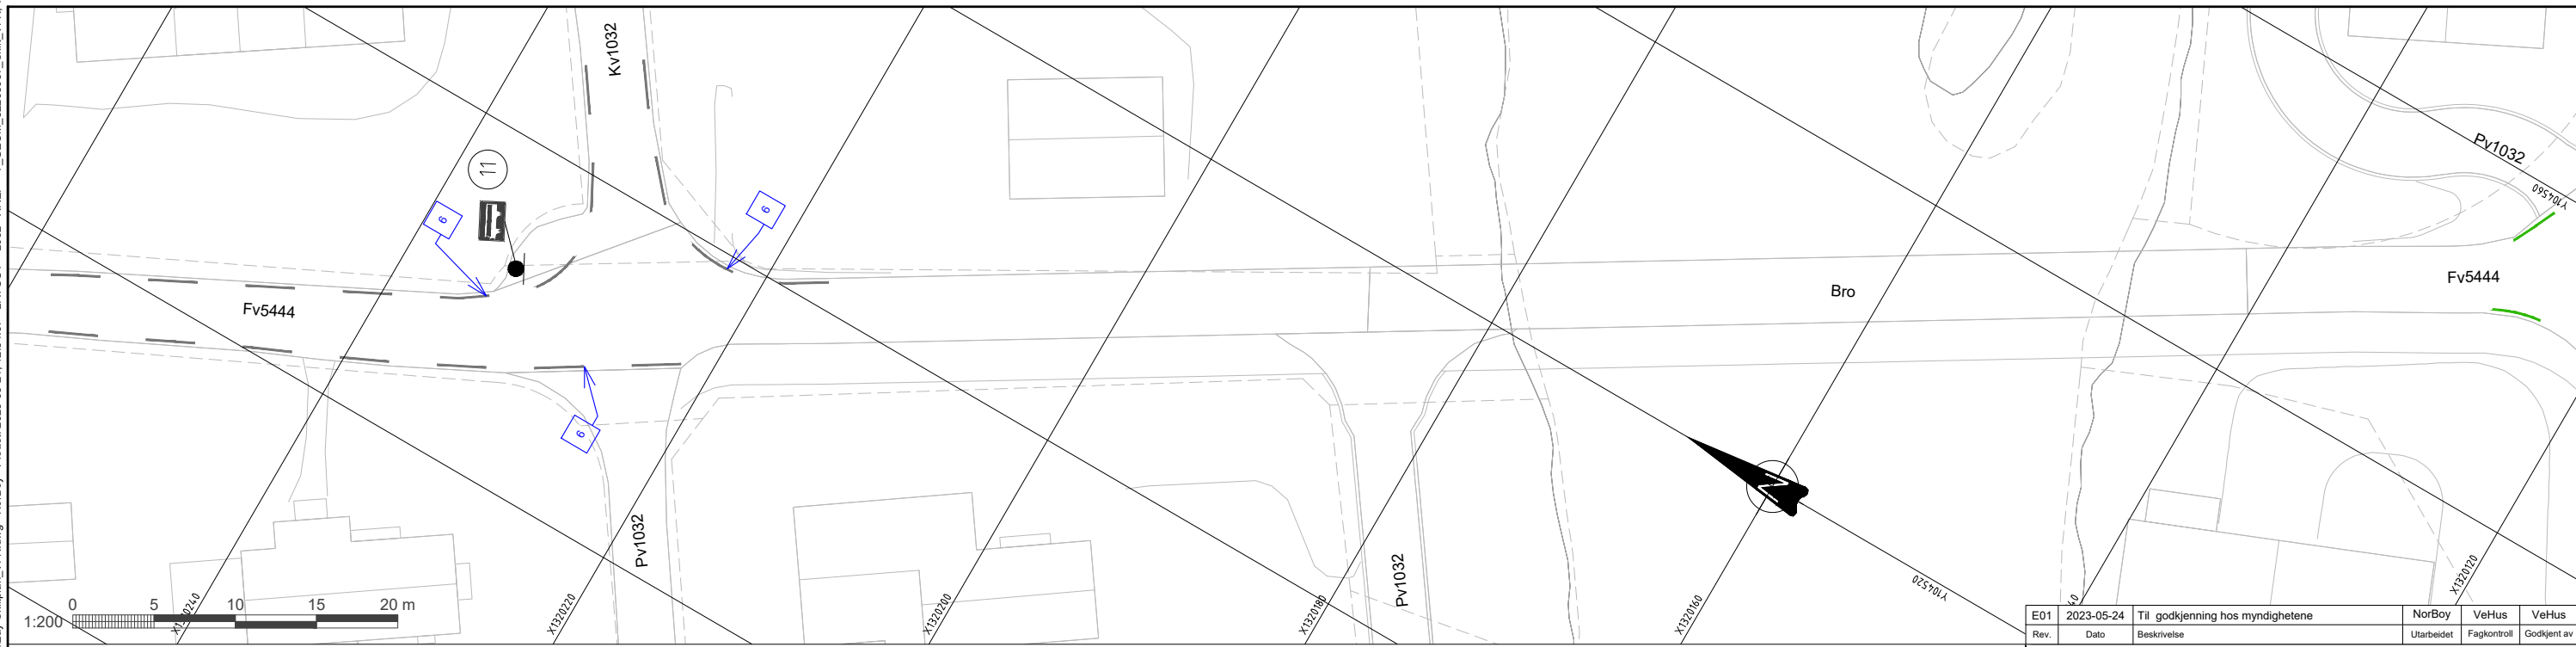 Kv1032
11
6
6
Fv5444
Bro
Pv1032
Y104560
Fv5444
6
Pv1032
Pv1032
N
Y104520
X1320220
X1320200
X1320180
X1320160
X1320120
0 5 10 15 20 m
1:200
E01 2023-05-24 Til godkjenning hos myndighetene NorBoy VeHus VeHus
Rev. Dato Beskrivelse Utarbeidet Fagkontroll Godkjent av